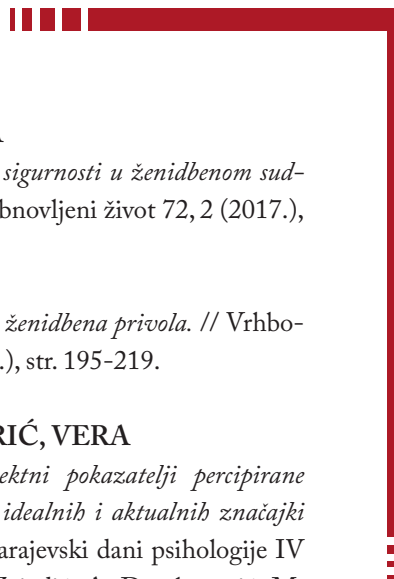 sigurnosti u ženidbenom sud-
bnovljeni život 72, 2 (2017.),
ženidbena privola. // Vrhbo-
.), str. 195-219.
RIĆ, VERA
ektni pokazatelji percipirane
idealnih i aktualnih značajki
arajevski dani psihologije IV